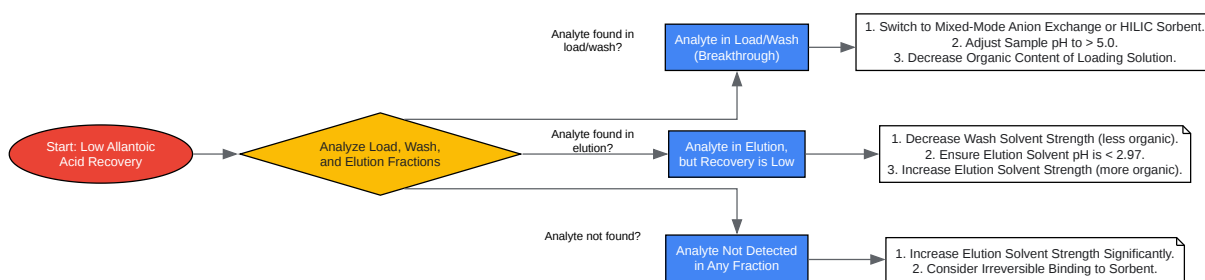 Start: Low Allantoic
Acid Recovery
Analyze Load, Wash,
and Elution Fractions
Analyte found in
load/wash?
Analyte in Load/Wash
(Breakthrough)
1. Switch to Mixed-Mode Anion Exchange or HILIC Sorbent.
2. Adjust Sample pH to > 5.0.
3. Decrease Organic Content of Loading Solution.
Analyte found in
elution?
Analyte in Elution,
but Recovery is Low
1. Decrease Wash Solvent Strength (less organic).
2. Ensure Elution Solvent pH is < 2.97.
3. Increase Elution Solvent Strength (more organic).
Analyte not found?
Analyte Not Detected
in Any Fraction
1. Increase Elution Solvent Strength Significantly.
2. Consider Irreversible Binding to Sorbent.